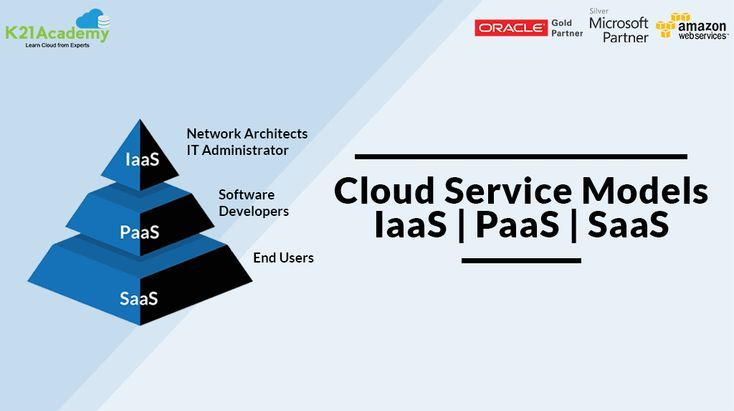 K21Academy
Learn Cloud from Experts
ORACLE
Gold
Partner
Silver
Microsoft
Partner
amazon
webservices™
IaaS
Network Architects
IT Administrator
PaaS
Software
Developers
SaaS
End Users
Cloud Service Models
IaaS | PaaS | SaaS